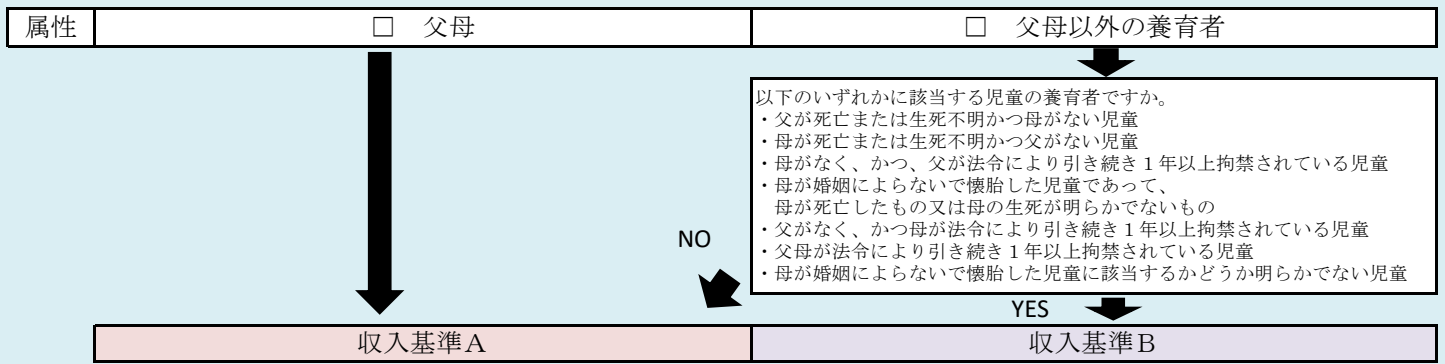 属性
□ 父母
□ 父母以外の養育者
以下のいずれかに該当する児童の養育者ですか。
・父が死亡または生死不明かつ母がない児童
・母が死亡または生死不明かつ父がない児童
・母がなく、かつ、父が法令により引き続き１年以上拘禁されている児童
・母が婚姻によらないで懐胎した児童であって、
母が死亡したもの又は母の生死が明らかでないもの
・父がなく、かつ母が法令により引き続き１年以上拘禁されている児童
・父母が法令により引き続き１年以上拘禁されている児童
・母が婚姻によらないで懐胎した児童に該当するかどうか明らかでない児童
NO
YES
収入基準Ａ
収入基準Ｂ